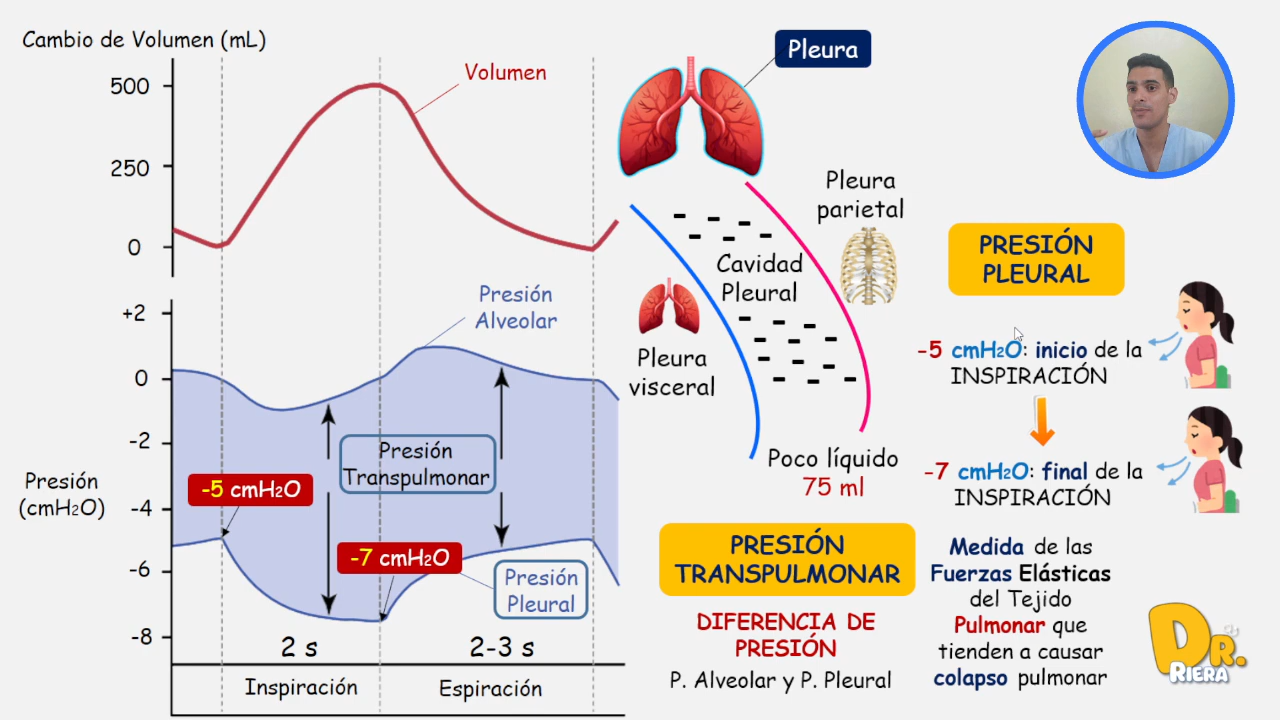 Cambio de Volumen (mL)
500
250
0
Volumen
+2
0
-2
-4
-6
-8
Presión
(cmH₂O)
Presión
Alveolar
Presión
Transpulmonar
-5 cmH₂O
-7 cmH₂O
Presión
Pleural
2 s
2-3 s
Inspiración
Espiración
Pleura
Pleura
parietal
Cavidad
Pleural
Pleura
visceral
Poco líquido
75 ml
PRESIÓN
TRANSPULMONAR
DIFERENCIA DE
PRESIÓN
P. Alveolar y P. Pleural
PRESIÓN
PLEURAL
-5 cmH₂O: inicio de la
INSPIRACIÓN
-7 cmH₂O: final de la
INSPIRACIÓN
Medida de las
Fuerzas Elásticas
del Tejido
Pulmonar que
tienden a causar
colapso pulmonar
DR.
RIERA